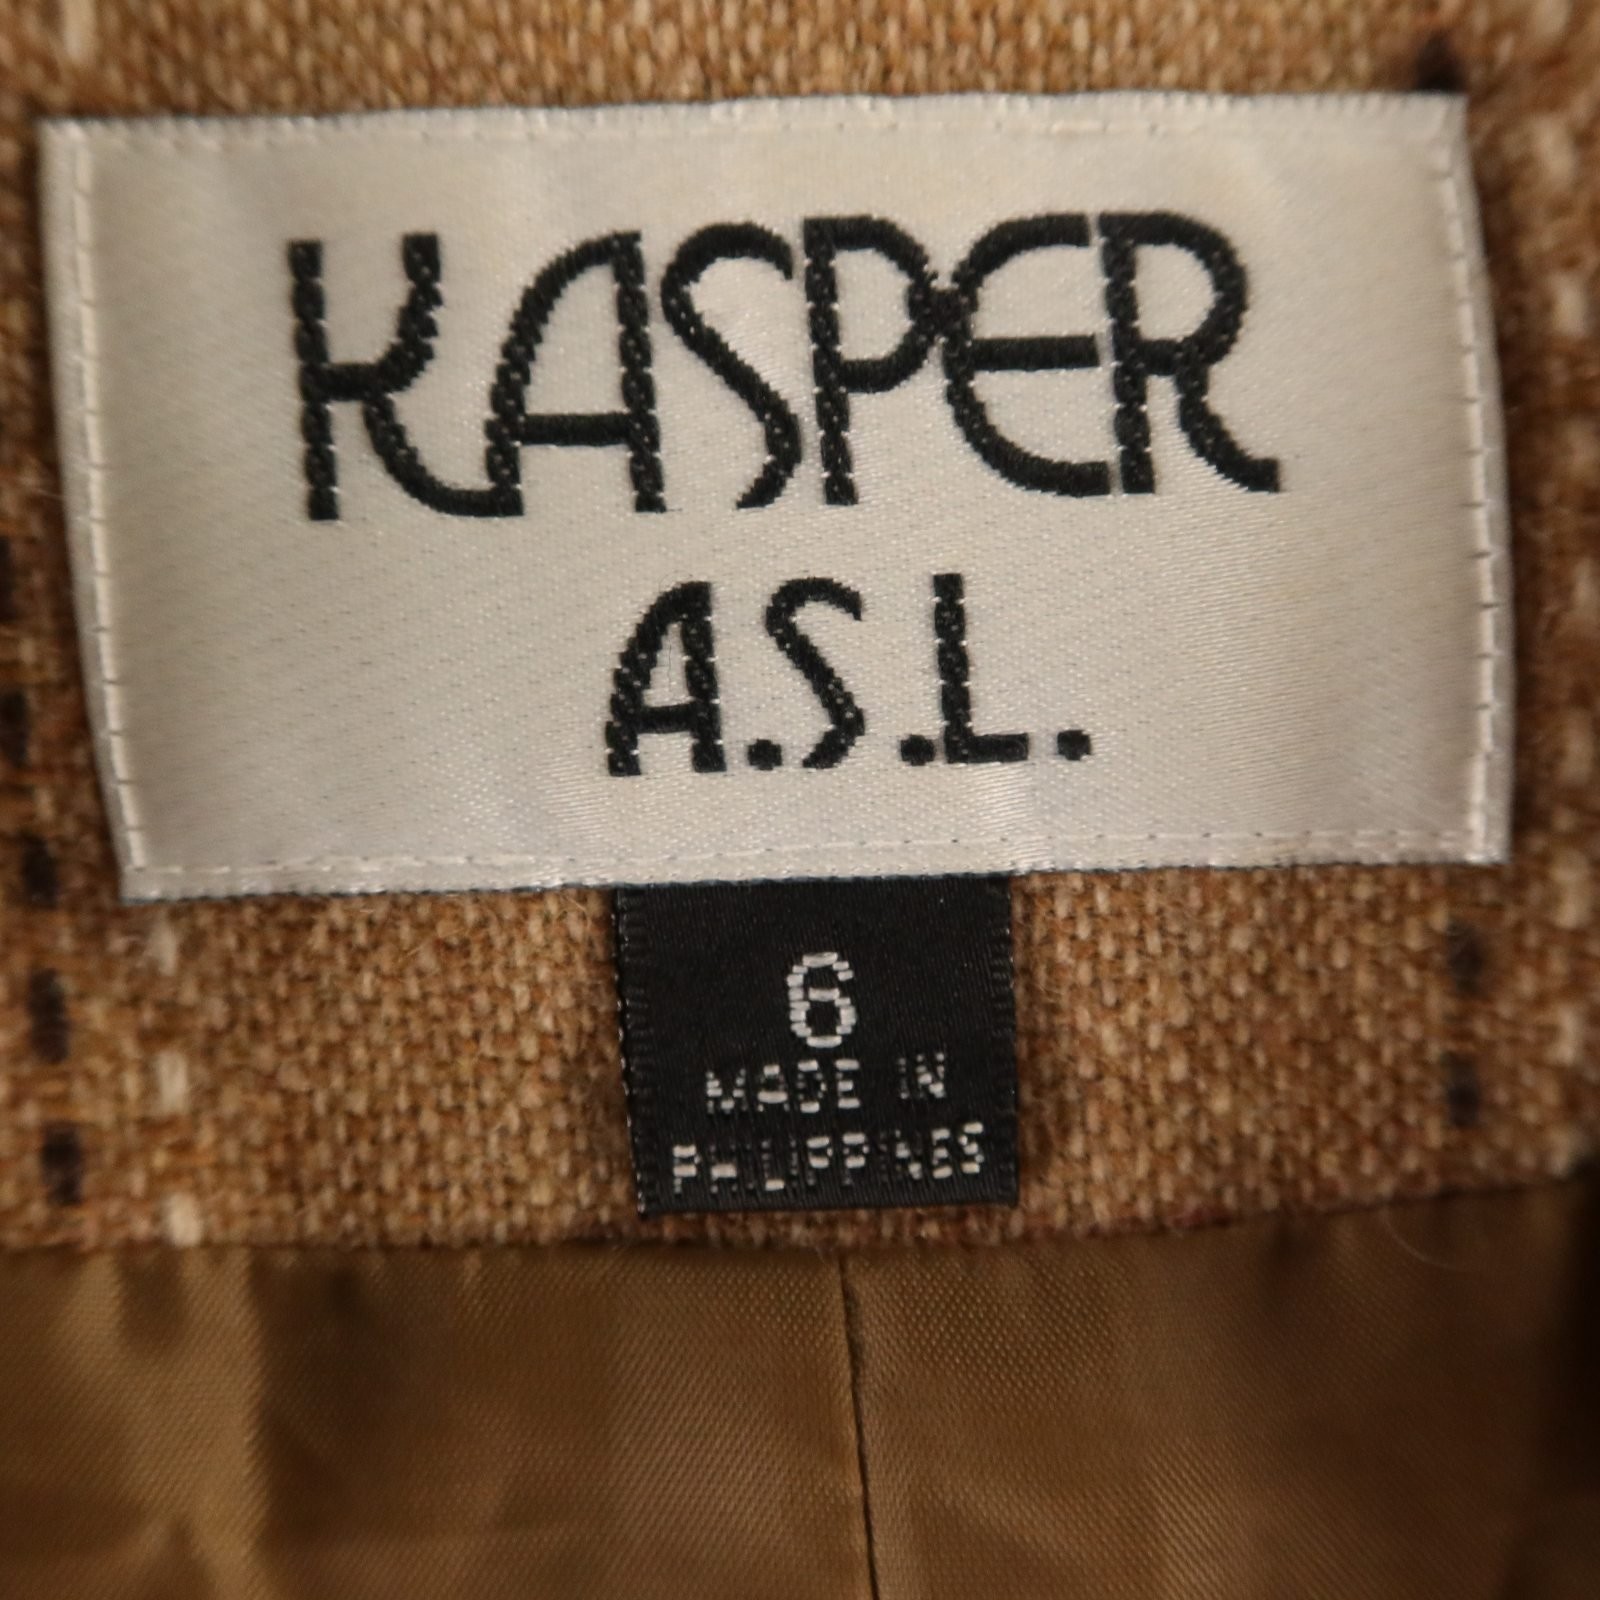 KASPER
A.S.L.
6
MADE IN
PHILIPPINES